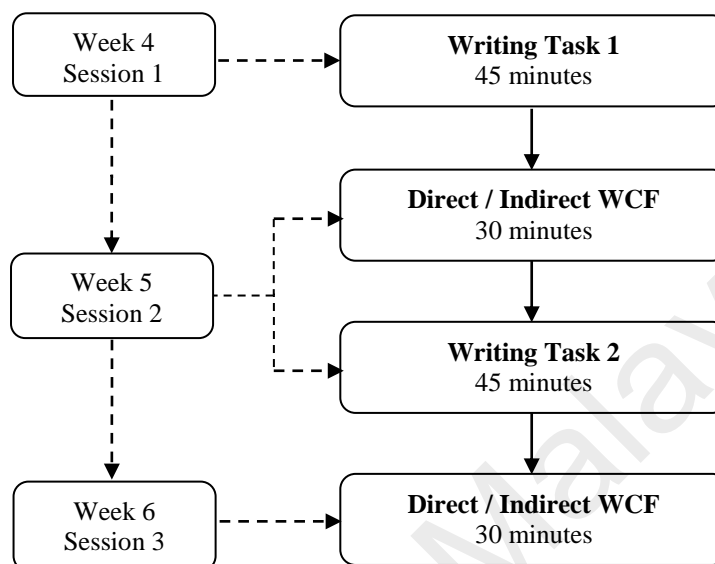 Week 4
Session 1
Writing Task 1
45 minutes
Direct / Indirect WCF
30 minutes
Week 5
Session 2
Writing Task 2
45 minutes
Week 6
Session 3
Direct / Indirect WCF
30 minutes
Malay